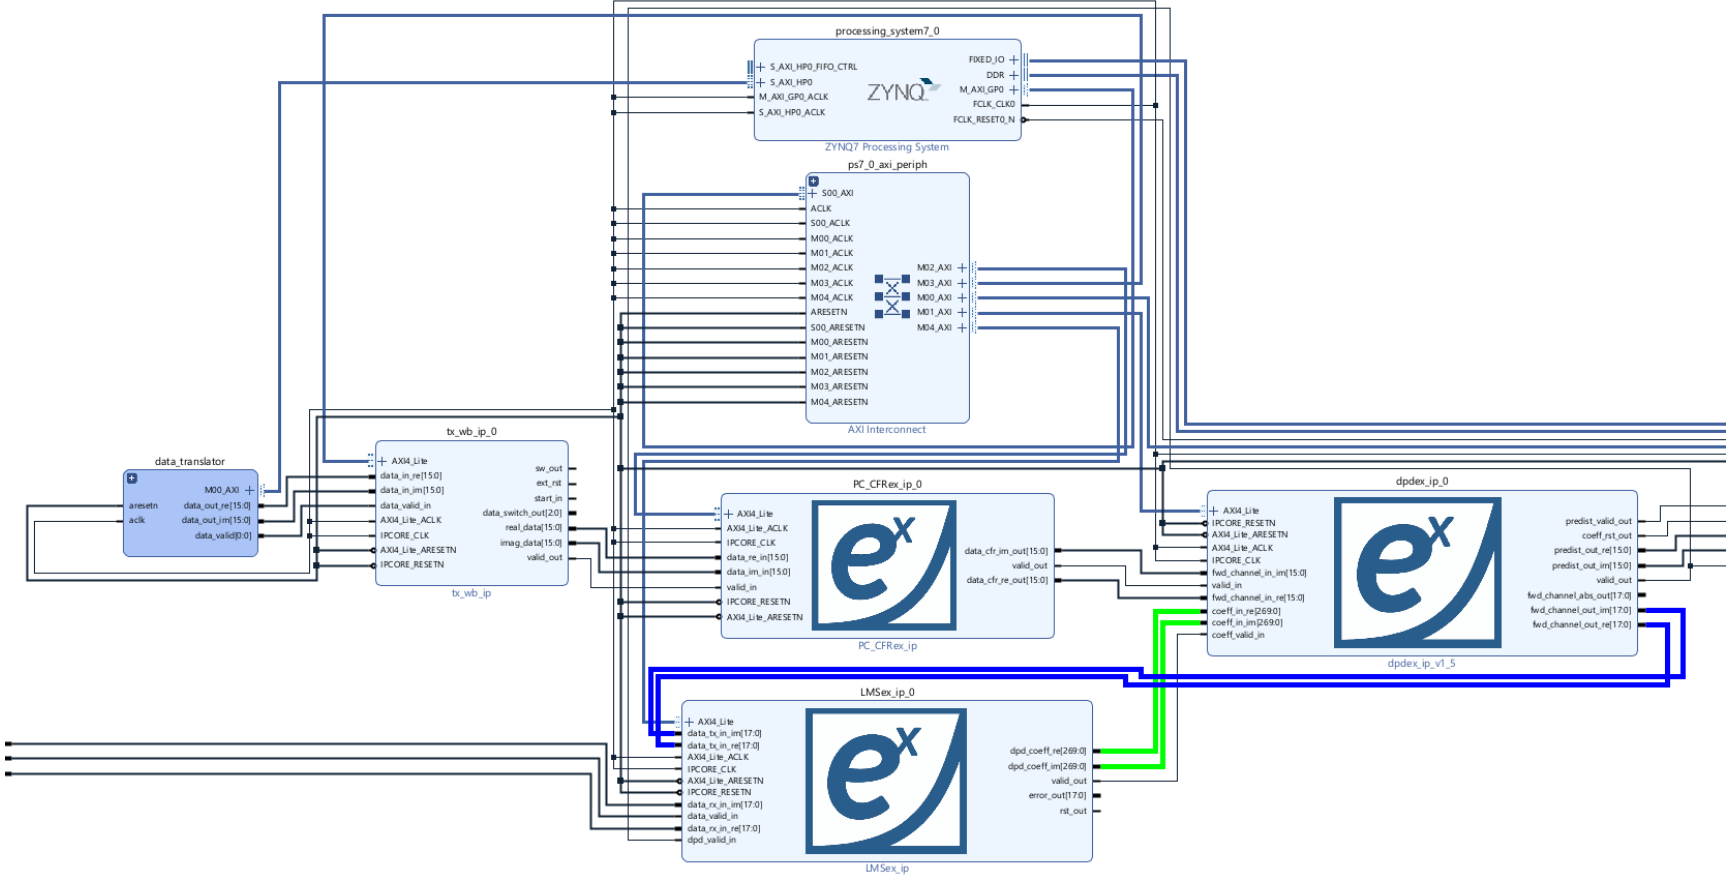 processing_system7_0
S_AXI_HP0_FIFO_CTRL
S_AXI_HP0
M_AXI_GP0_ACLK
S_AXI_HP0_ACLK
ZYNQ
FIXED_IO
DDR
M_AXI_GP0
FCLK_CLK0
FCLK_RESET0_N
ZYNQ7 Processing System
ps7_0_axi_periph
S00_AXI
ACLK
S00_ACLK
M00_ACLK
M01_ACLK
M02_ACLK
M03_ACLK
M04_ACLK
ARESETN
S00_ARESETN
M00_ARESETN
M01_ARESETN
M02_ARESETN
M03_ARESETN
M04_ARESETN
M02_AXI
M03_AXI
M00_AXI
M01_AXI
M04_AXI
AXI Interconnect
data_translator
aresetn
aclk
M00_AXI
data_out_re[15:0]
data_out_im[15:0]
data_valid[0:0]
tx_wb_ip_0
AXI4_Lite
data_in_re[15:0]
data_in_im[15:0]
data_valid_in
AXI4_Lite_ACLK
IPCORE_CLK
AXI4_Lite_ARESETN
IPCORE_RESETN
sw_out
ext_rst
start_in
data_switch_out[2:0]
real_data[15:0]
imag_data[15:0]
valid_out
tx_wb_ip
PC_CFRex_ip_0
AXI4_Lite
AXI4_Lite_ACLK
IPCORE_CLK
data_re_in[15:0]
data_im_in[15:0]
valid_in
IPCORE_RESETN
AXI4_Lite_ARESETN
ex
data_cfr_im_out[15:0]
valid_out
data_cfr_re_out[15:0]
PC_CFRex_ip
dpdex_ip_0
AXI4_Lite
IPCORE_RESETN
AXI4_Lite_ARESETN
AXI4_Lite_ACLK
IPCORE_CLK
fwd_channel_in_im[15:0]
valid_in
fwd_channel_in_re[15:0]
coeff_in_re[269:0]
coeff_in_im[269:0]
coeff_valid_in
ex
predist_valid_out
coeff_rst_out
predist_out_re[15:0]
predist_out_im[15:0]
valid_out
fwd_channel_abs_out[17:0]
fwd_channel_out_im[17:0]
fwd_channel_out_re[17:0]
dpdex_ip_v1_5
LMSex_ip_0
AXI4_Lite
data_tx_in_im[17:0]
data_tx_in_re[17:0]
AXI4_Lite_ACLK
IPCORE_CLK
AXI4_Lite_ARESETN
IPCORE_RESETN
data_rx_in_im[17:0]
data_valid_in
data_rx_in_re[17:0]
dpd_valid_in
ex
dpd_coeff_re[269:0]
dpd_coeff_im[269:0]
valid_out
error_out[17:0]
rst_out
LMSex_ip